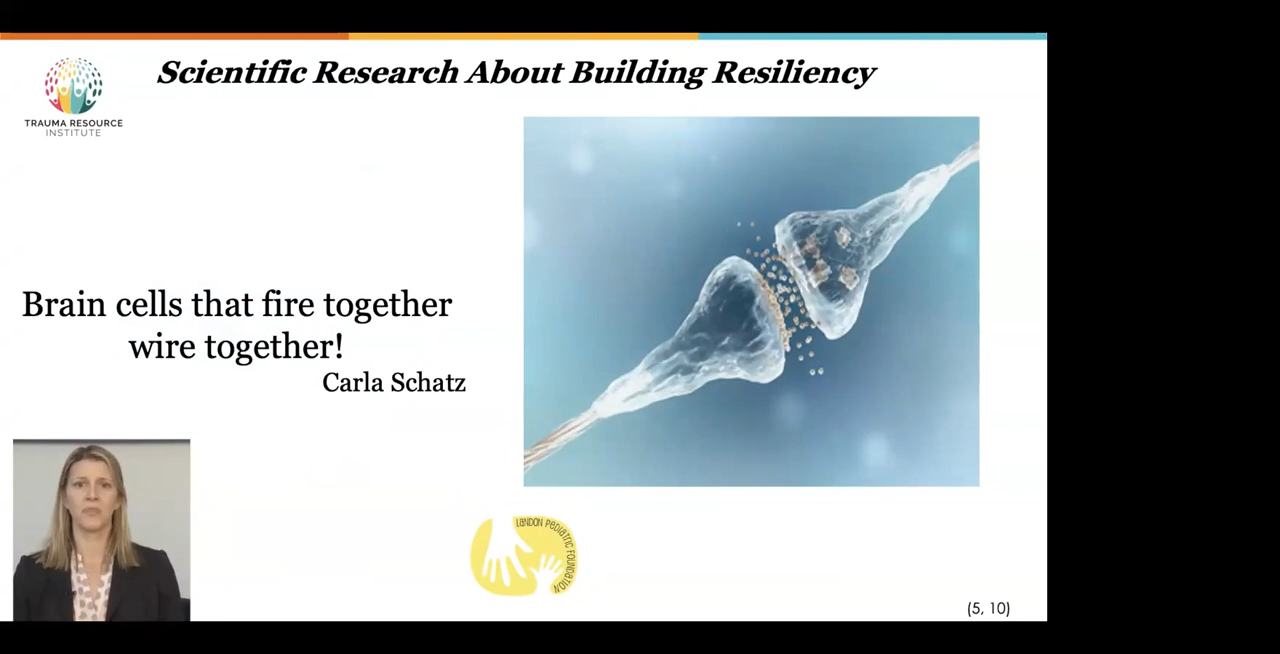 Scientific Research About Building Resiliency
TRAUMA RESOURCE
INSTITUTE
Brain cells that fire together
wire together!
Carla Schatz
LANDON PEDIATRIC FOUNDATION
(5, 10)